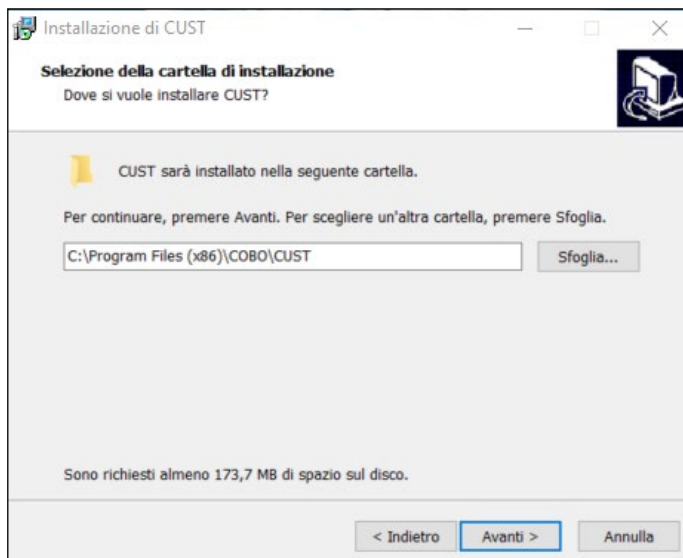 Installazione di CUST
Selezione della cartella di installazione
Dove si vuole installare CUST?
CUST sarà installato nella seguente cartella.
Per continuare, premere Avanti. Per scegliere un'altra cartella, premere Sfoglia.
C:\Program Files (x86)\COBO\CUST
Sfoglia...
Sono richiesti almeno 173,7 MB di spazio sul disco.
< Indietro
Avanti >
Annulla